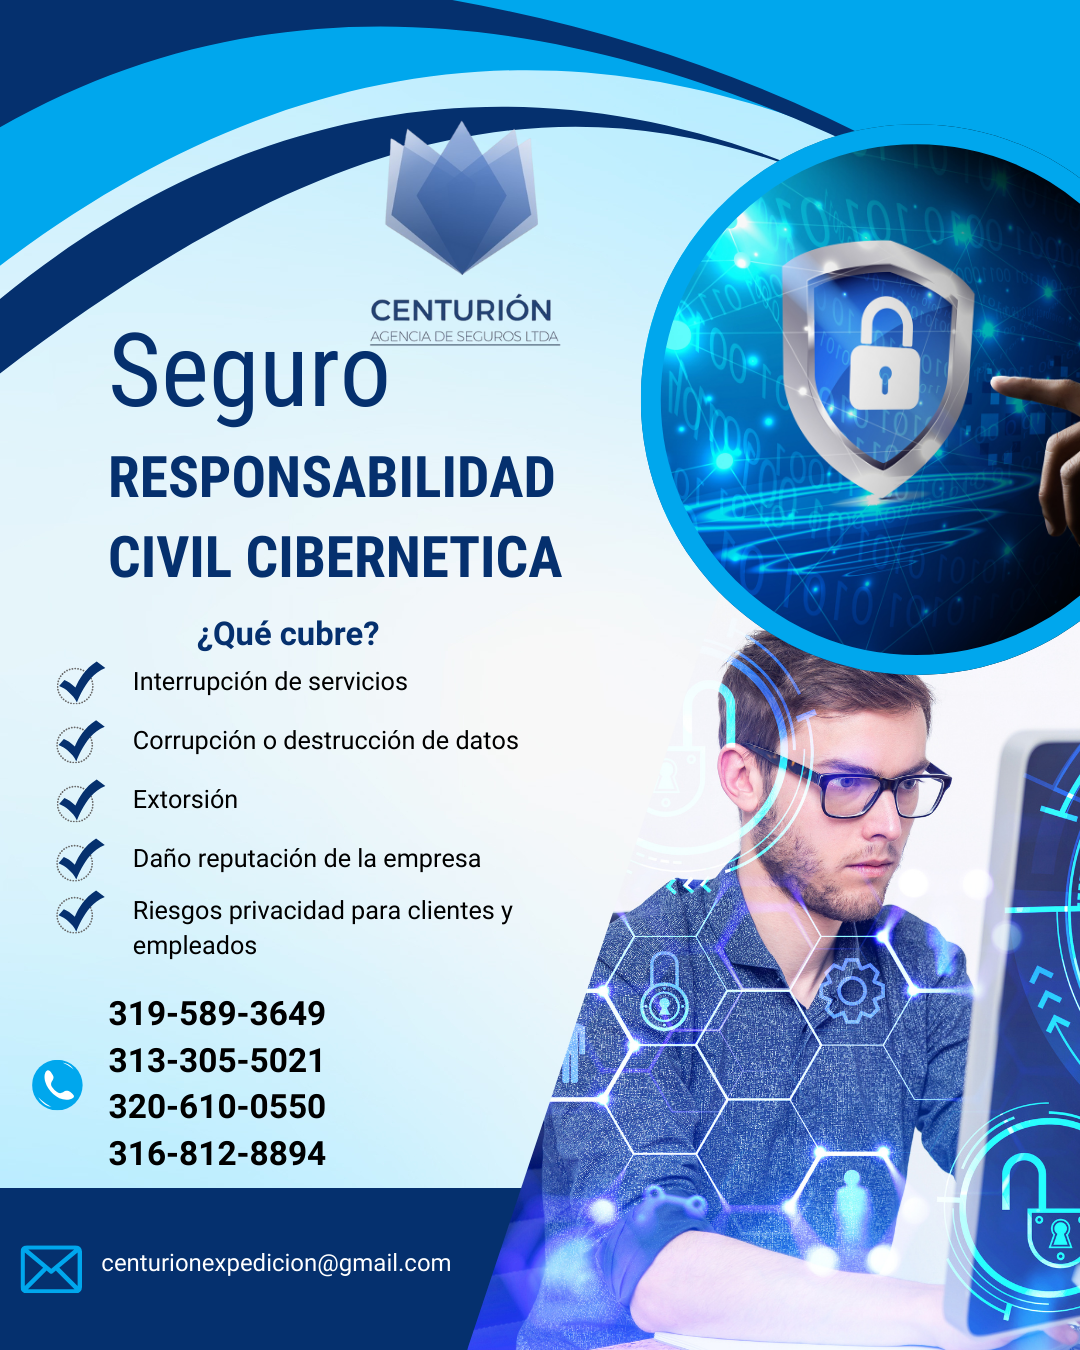 CENTURIÓN
AGENCIA DE SEGUROS LTDA
Seguro
RESPONSABILIDAD
CIVIL CIBERNETICA
¿Qué cubre?
Interrupción de servicios
Corrupción o destrucción de datos
Extorsión
Daño reputación de la empresa
Riesgos privacidad para clientes y
empleados
319-589-3649
313-305-5021
320-610-0550
316-812-8894
centurionexpedicion@gmail.com